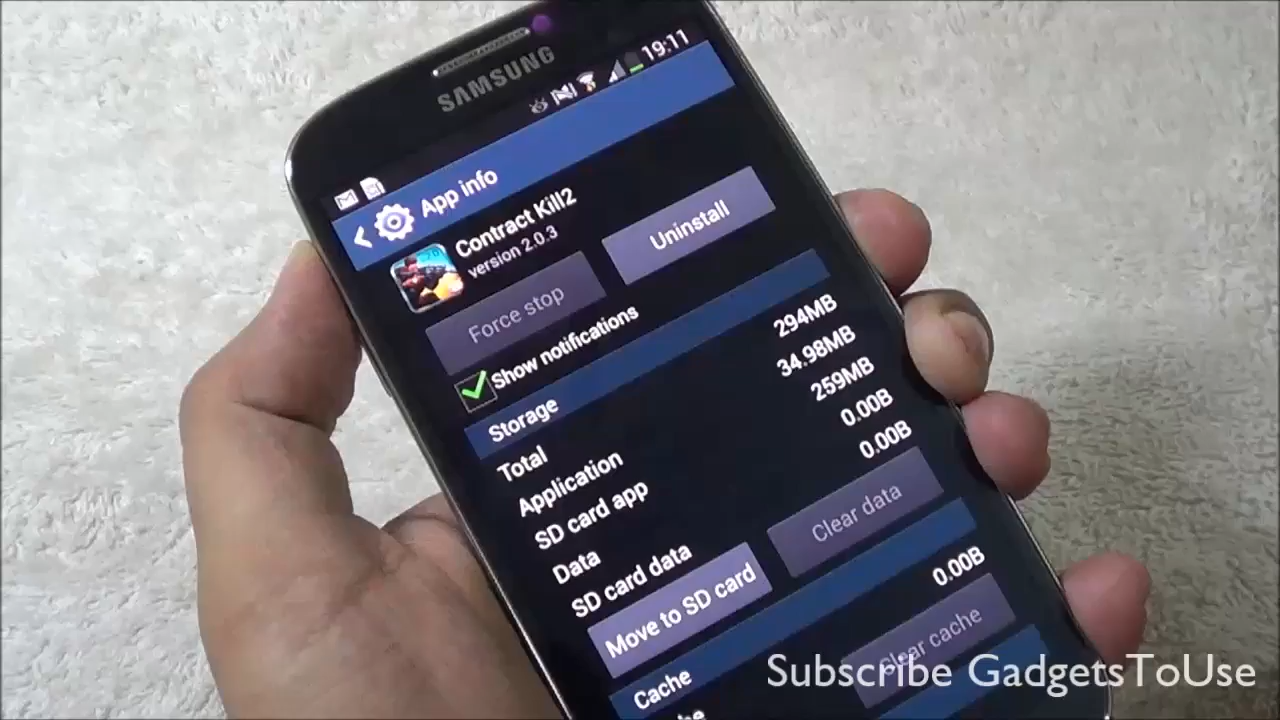 SAMSUNG
19:11
App info
Contract Kill2
version 2.0.3
Force stop
Uninstall
Show notifications
Storage
Total 294MB
Application 34.98MB
SD card app 259MB
Data 0.00B
SD card data 0.00B
Move to SD card
Clear data
Cache
0.00B
Clear cache
Subscribe GadgetsToUse